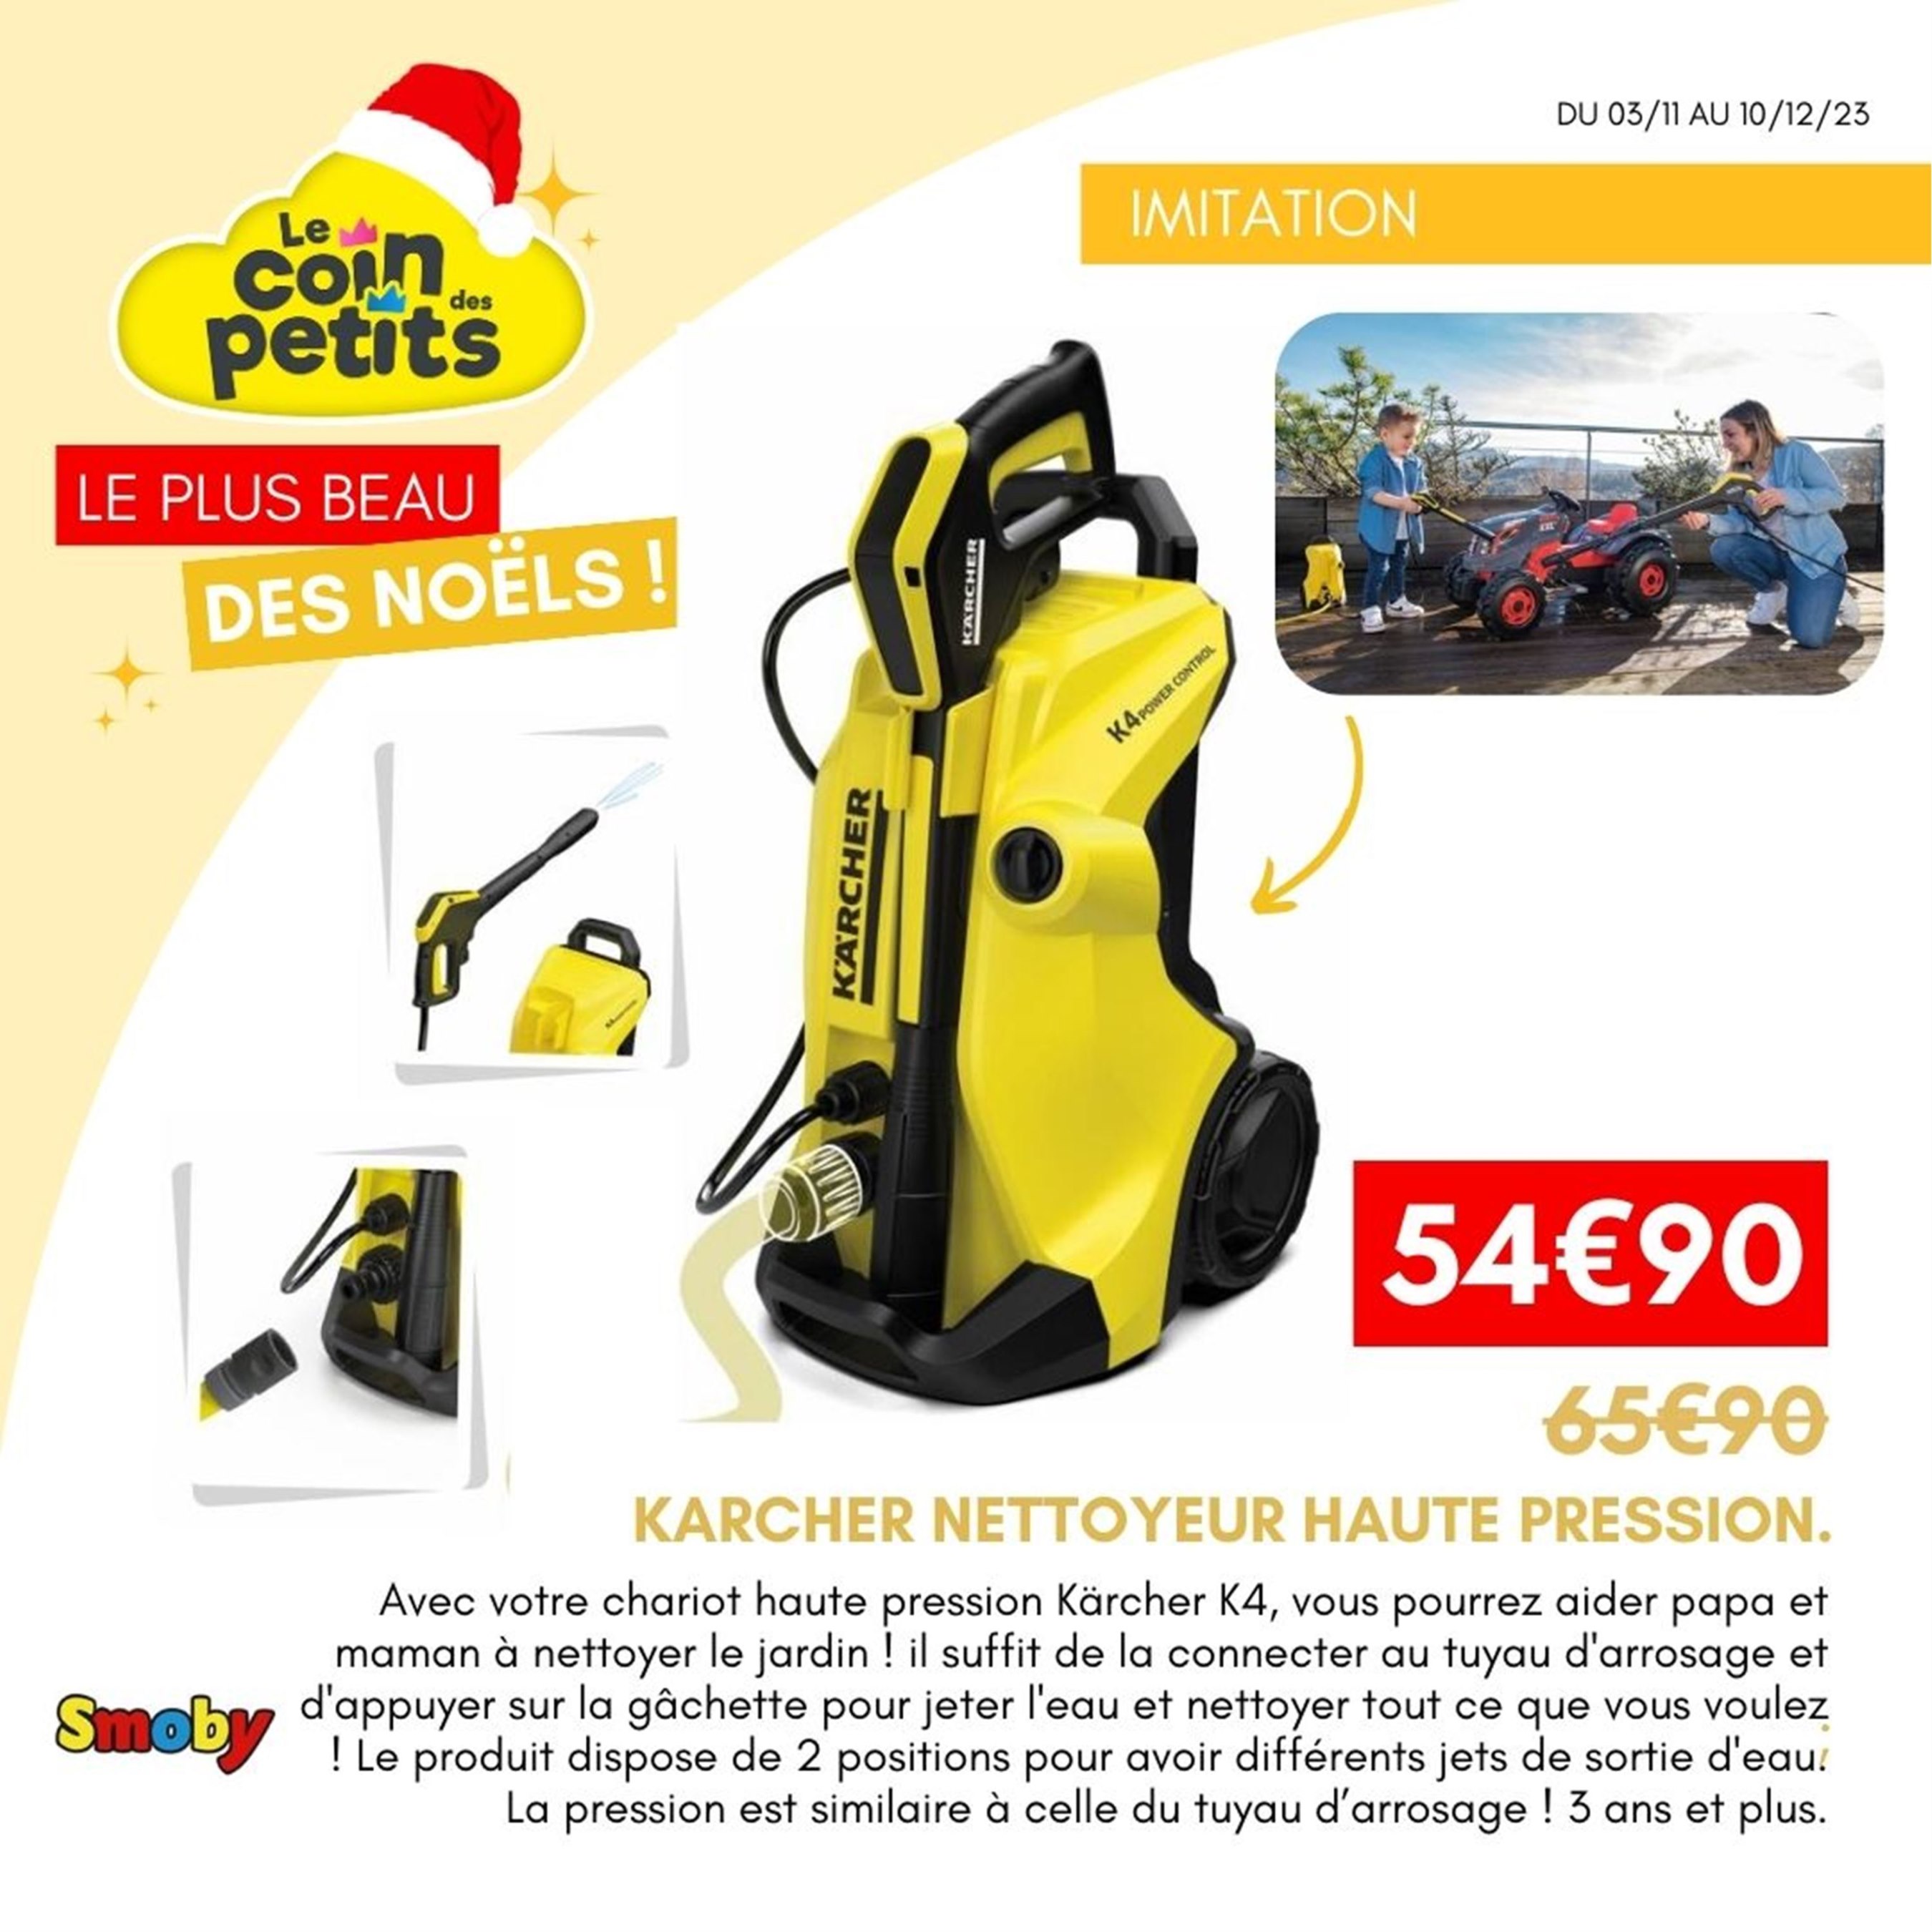 DU 03/11 AU 10/12/23
IMITATION
Le
coin
des
petits
LE PLUS BEAU
DES NOËLS !
KÄRCHER
K4 POWER CONTROL
KÄRCHER
54€90
65€90
KARCHER NETTOYEUR HAUTE PRESSION.
Avec votre chariot haute pression Kärcher K4, vous pourrez aider papa et
maman à nettoyer le jardin ! il suffit de la connecter au tuyau d'arrosage et
d'appuyer sur la gâchette pour jeter l'eau et nettoyer tout ce que vous voulez
! Le produit dispose de 2 positions pour avoir différents jets de sortie d'eau!
La pression est similaire à celle du tuyau d’arrosage ! 3 ans et plus.
Smoby